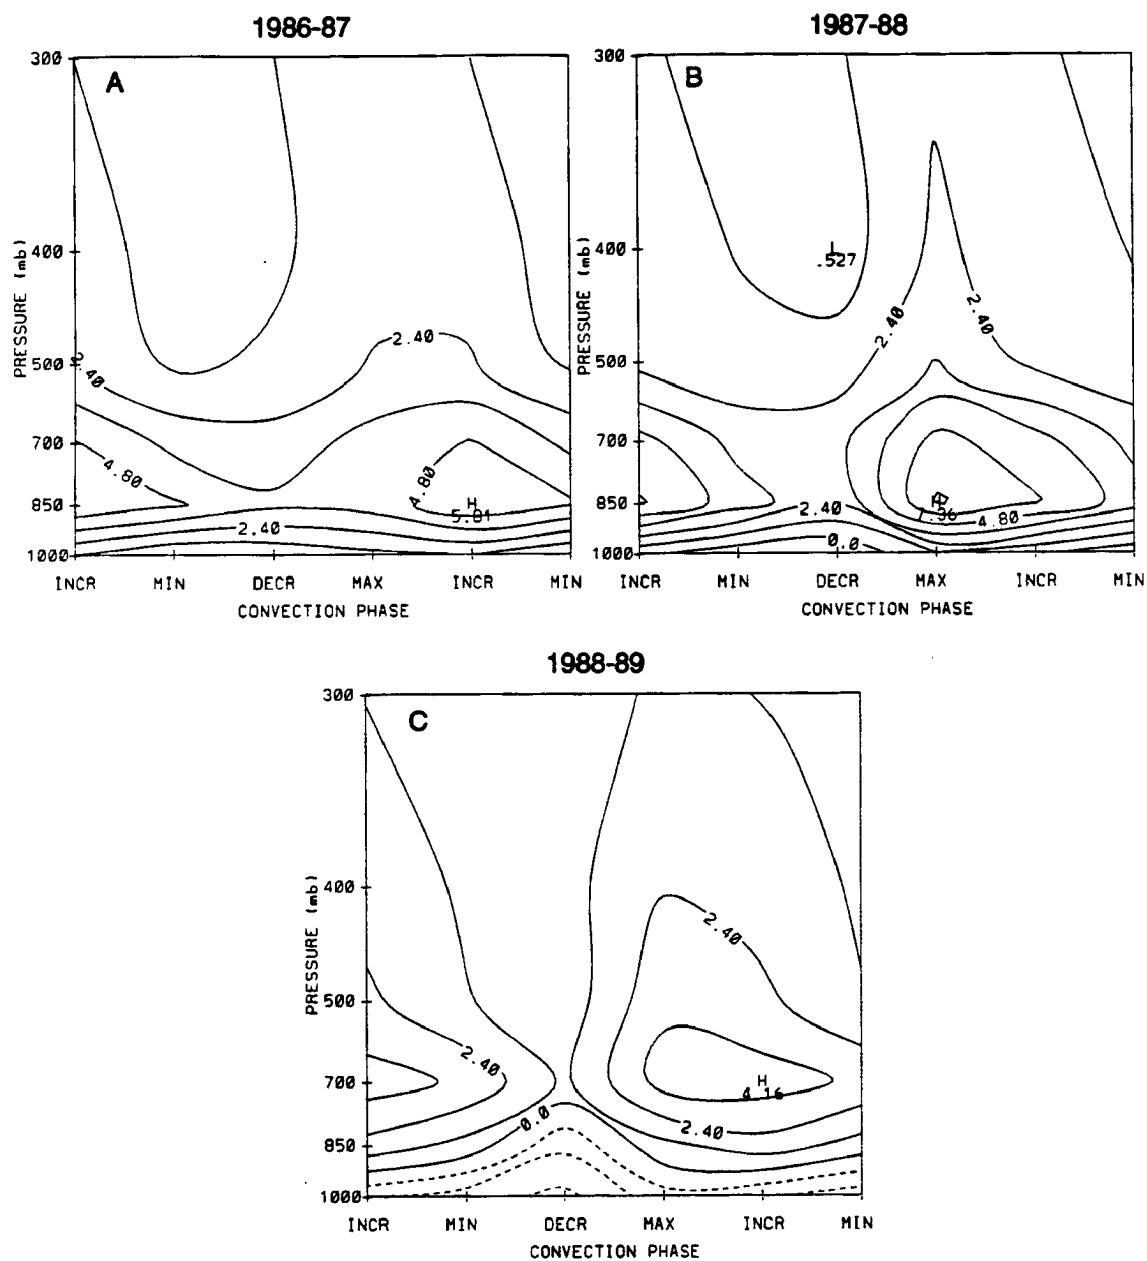 1986-87
1987-88
A
B
300
400
500
700
850
1000
PRESSURE (mb)
2.40
2.40
4.80
4.80
H
5.01
2.40
INCR MIN DECR MAX INCR MIN
CONVECTION PHASE
300
400
500
700
850
1000
PRESSURE (mb)
L
.527
2.40
2.40
2.40
H
4.80
0.0
INCR MIN DECR MAX INCR MIN
CONVECTION PHASE
1988-89
C
300
400
500
700
850
1000
PRESSURE (mb)
2.40
2.40
H
4.16
0.0
2.40
INCR MIN DECR MAX INCR MIN
CONVECTION PHASE